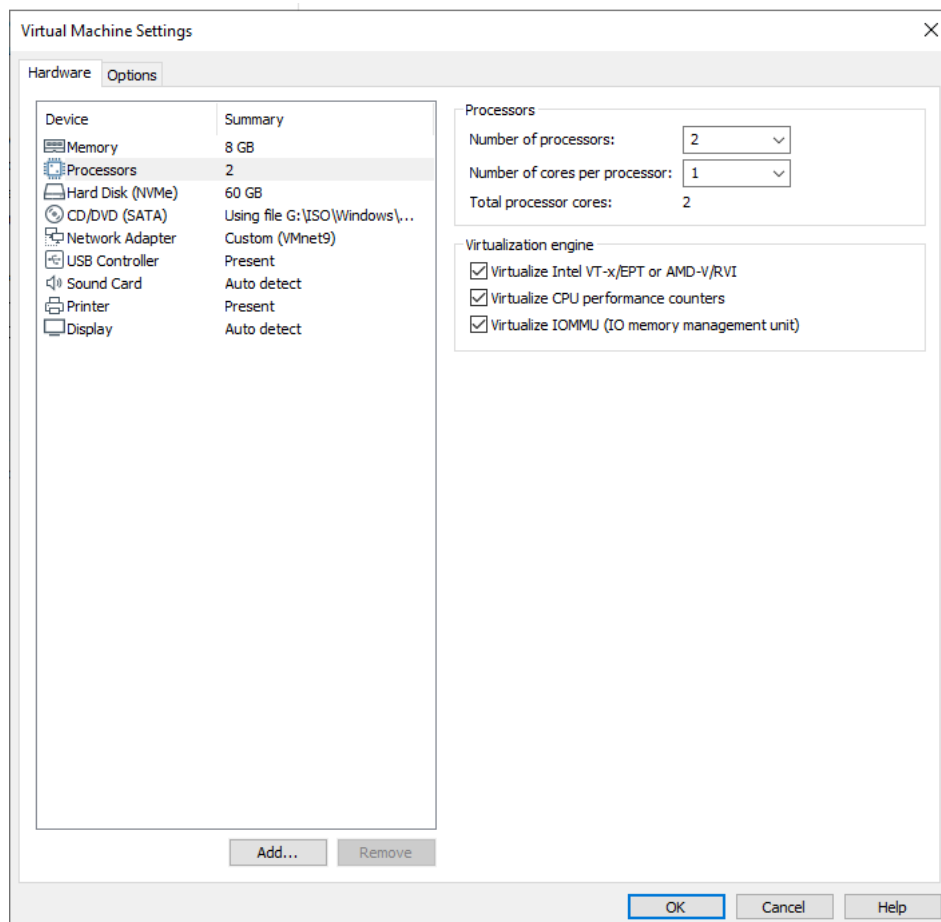 Virtual Machine Settings
Hardware Options
Device Summary
Memory 8 GB
Processors 2
Hard Disk (NVMe) 60 GB
CD/DVD (SATA) Using file G:\ISO\Windows\...
Network Adapter Custom (VMnet9)
USB Controller Present
Sound Card Auto detect
Printer Present
Display Auto detect
Add... Remove
Processors
Number of processors: 2
Number of cores per processor: 1
Total processor cores: 2
Virtualization engine
Virtualize Intel VT-x/EPT or AMD-V/RVI
Virtualize CPU performance counters
Virtualize IOMMU (IO memory management unit)
OK Cancel Help